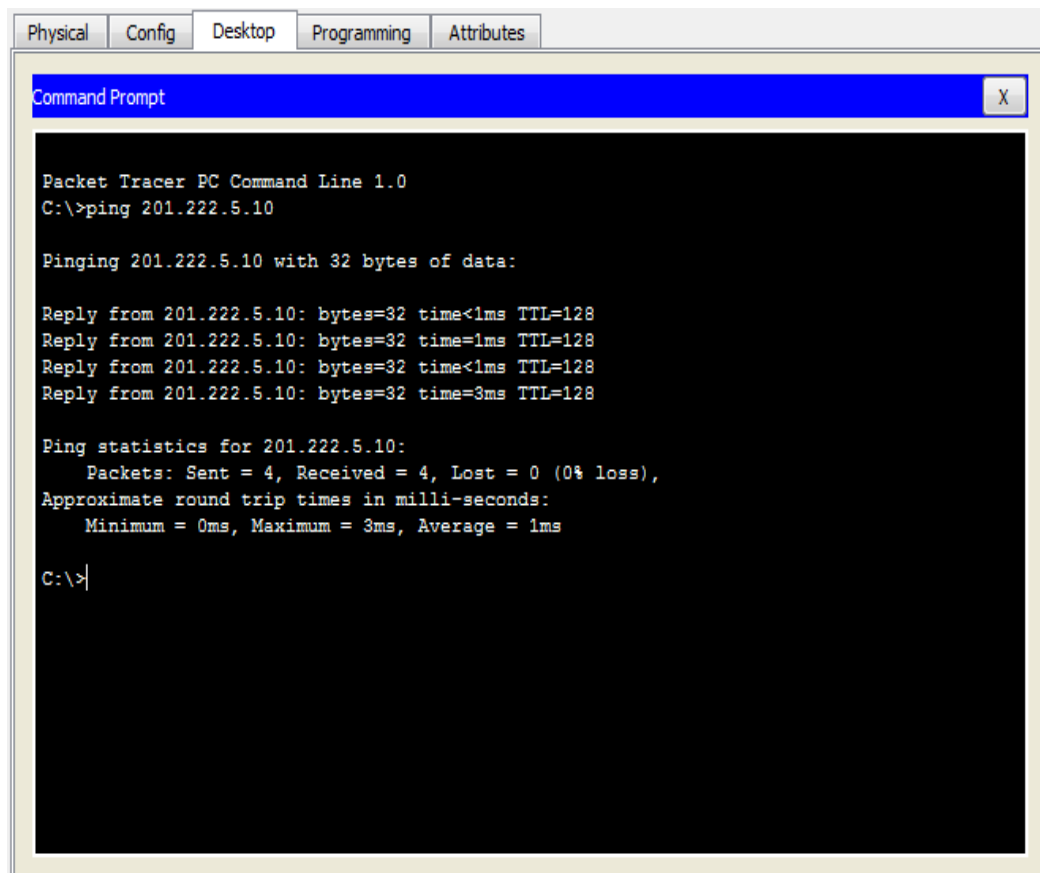 Physical Config Desktop Programming Attributes
Command Prompt X
Packet Tracer PC Command Line 1.0
C:\>ping 201.222.5.10
Pinging 201.222.5.10 with 32 bytes of data:
Reply from 201.222.5.10: bytes=32 time<1ms TTL=128
Reply from 201.222.5.10: bytes=32 time=1ms TTL=128
Reply from 201.222.5.10: bytes=32 time<1ms TTL=128
Reply from 201.222.5.10: bytes=32 time=3ms TTL=128
Ping statistics for 201.222.5.10:
    Packets: Sent = 4, Received = 4, Lost = 0 (0% loss),
Approximate round trip times in milli-seconds:
    Minimum = 0ms, Maximum = 3ms, Average = 1ms
C:\>